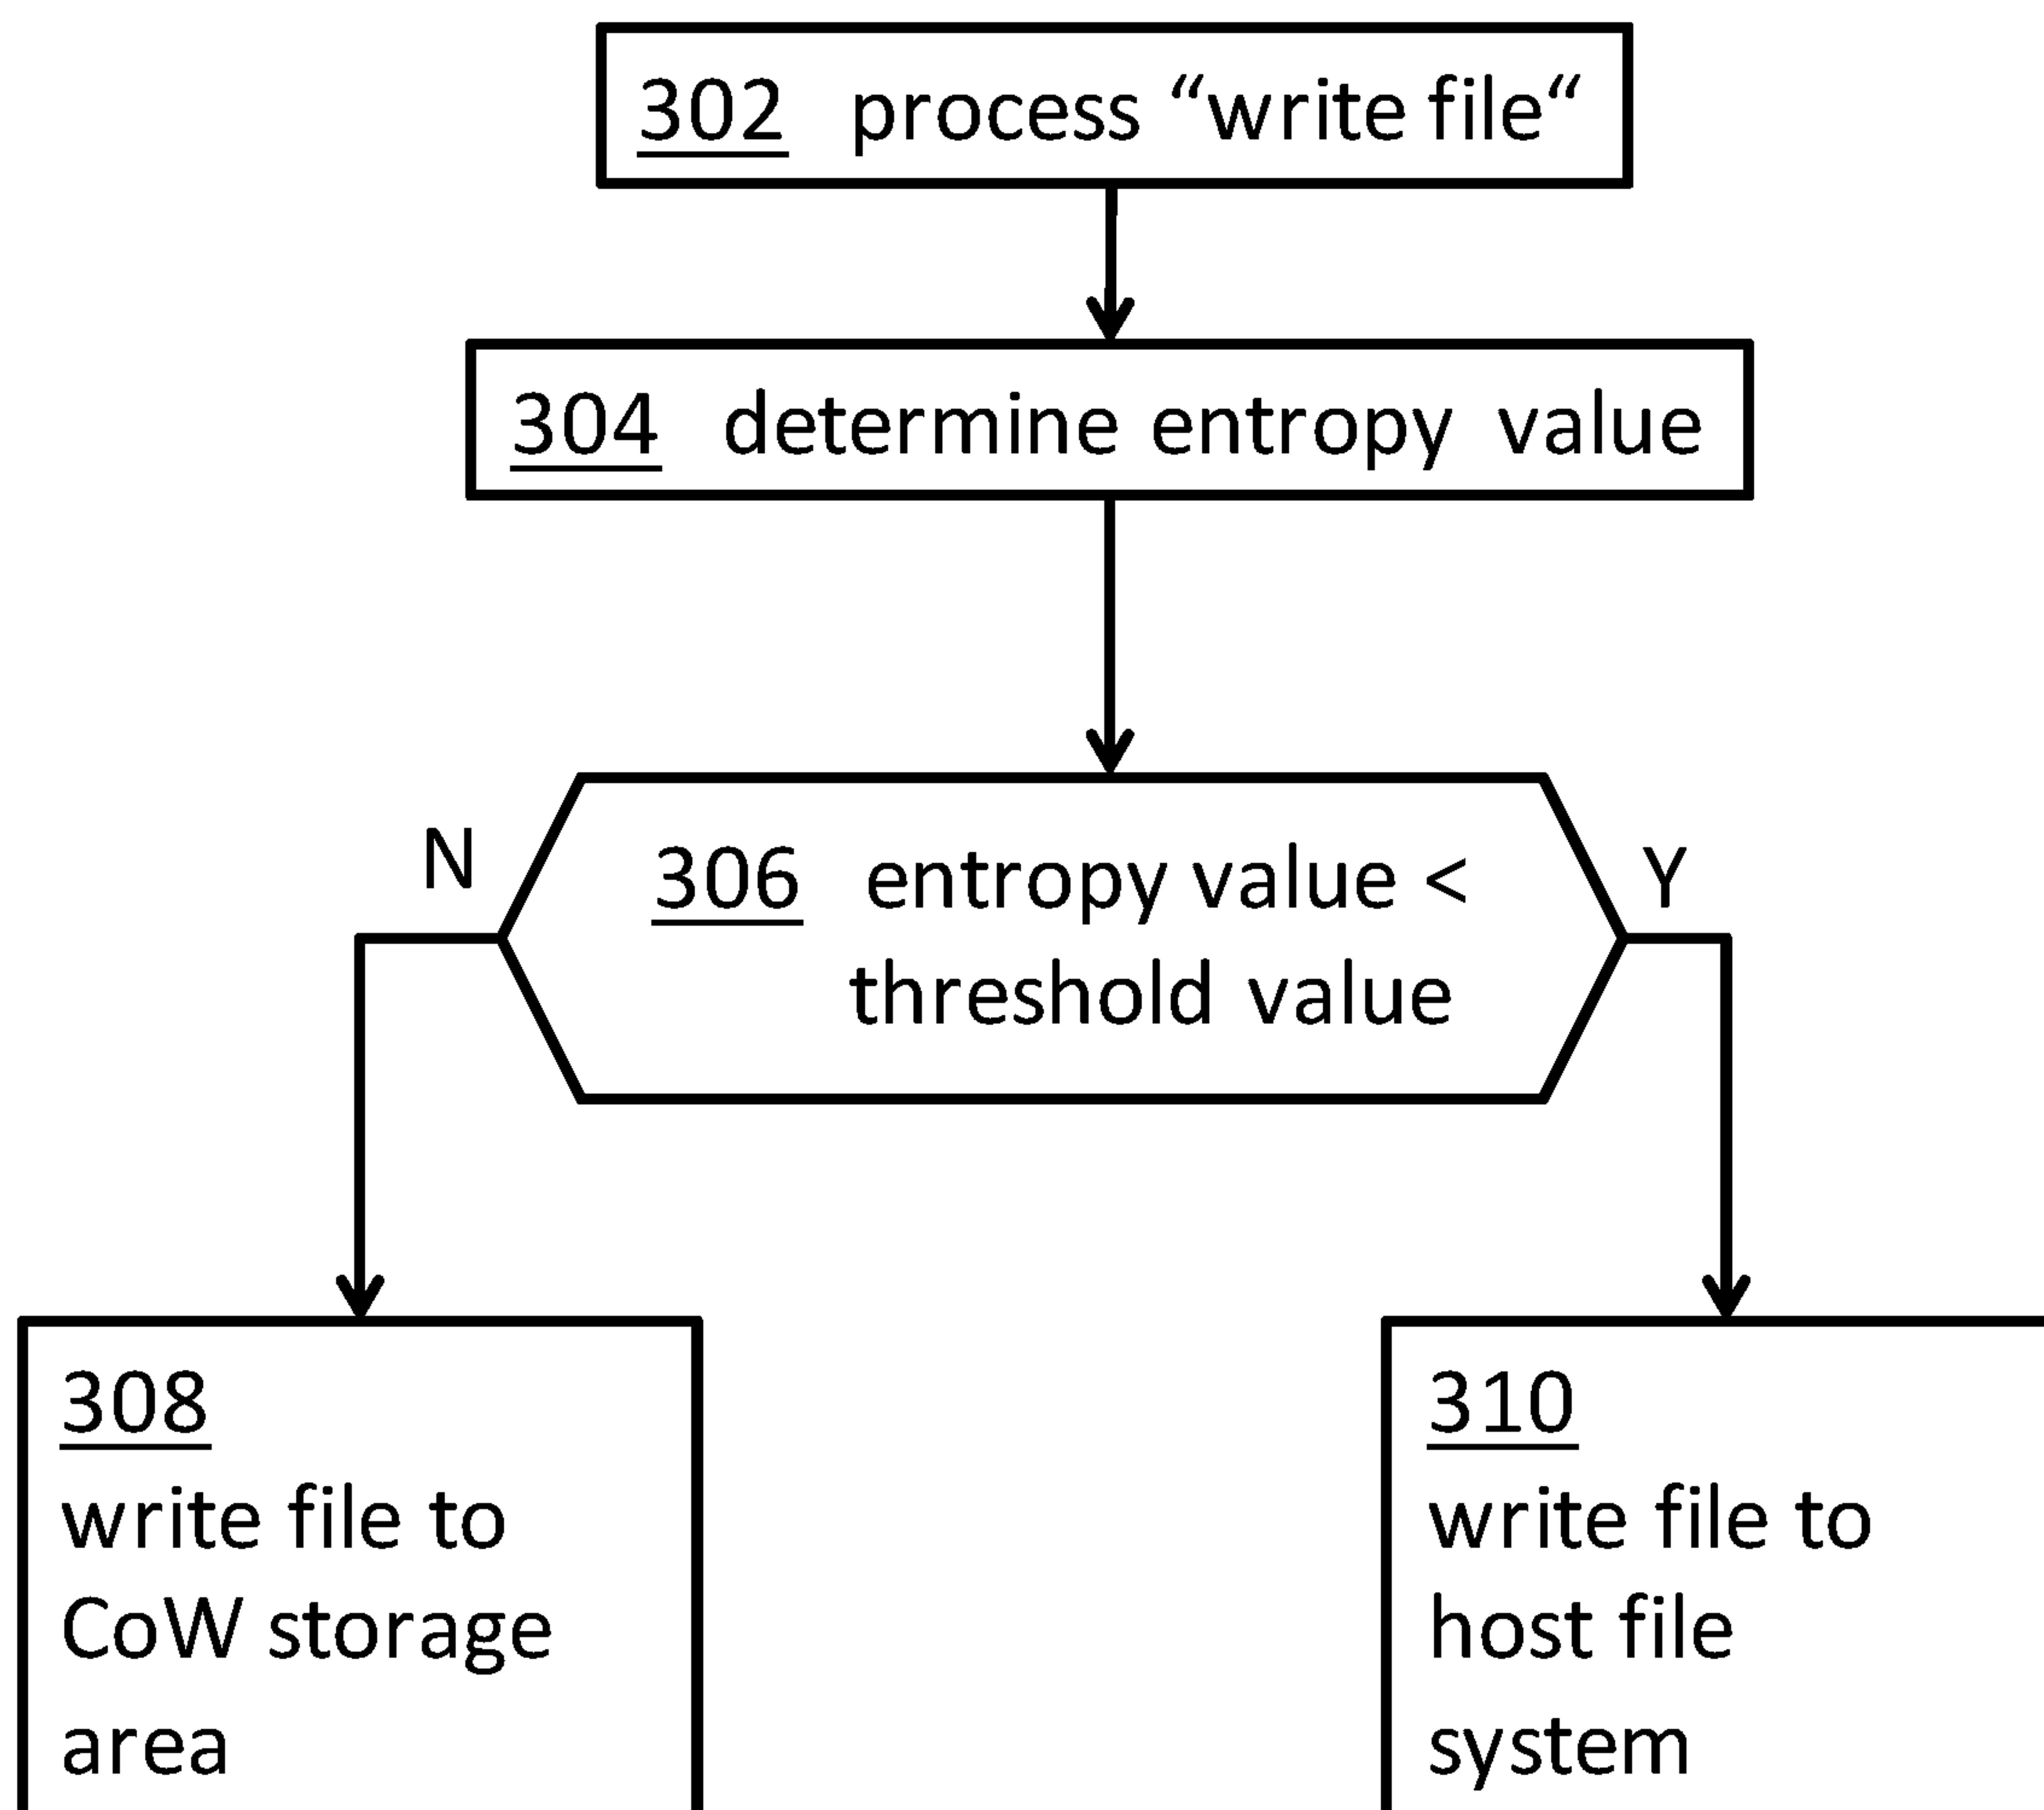 302 process “write file“
304 determine entropy value
N
306 entropy value <
Y
threshold value
308
write file to
CoW storage
area
310
write file to
host file
system